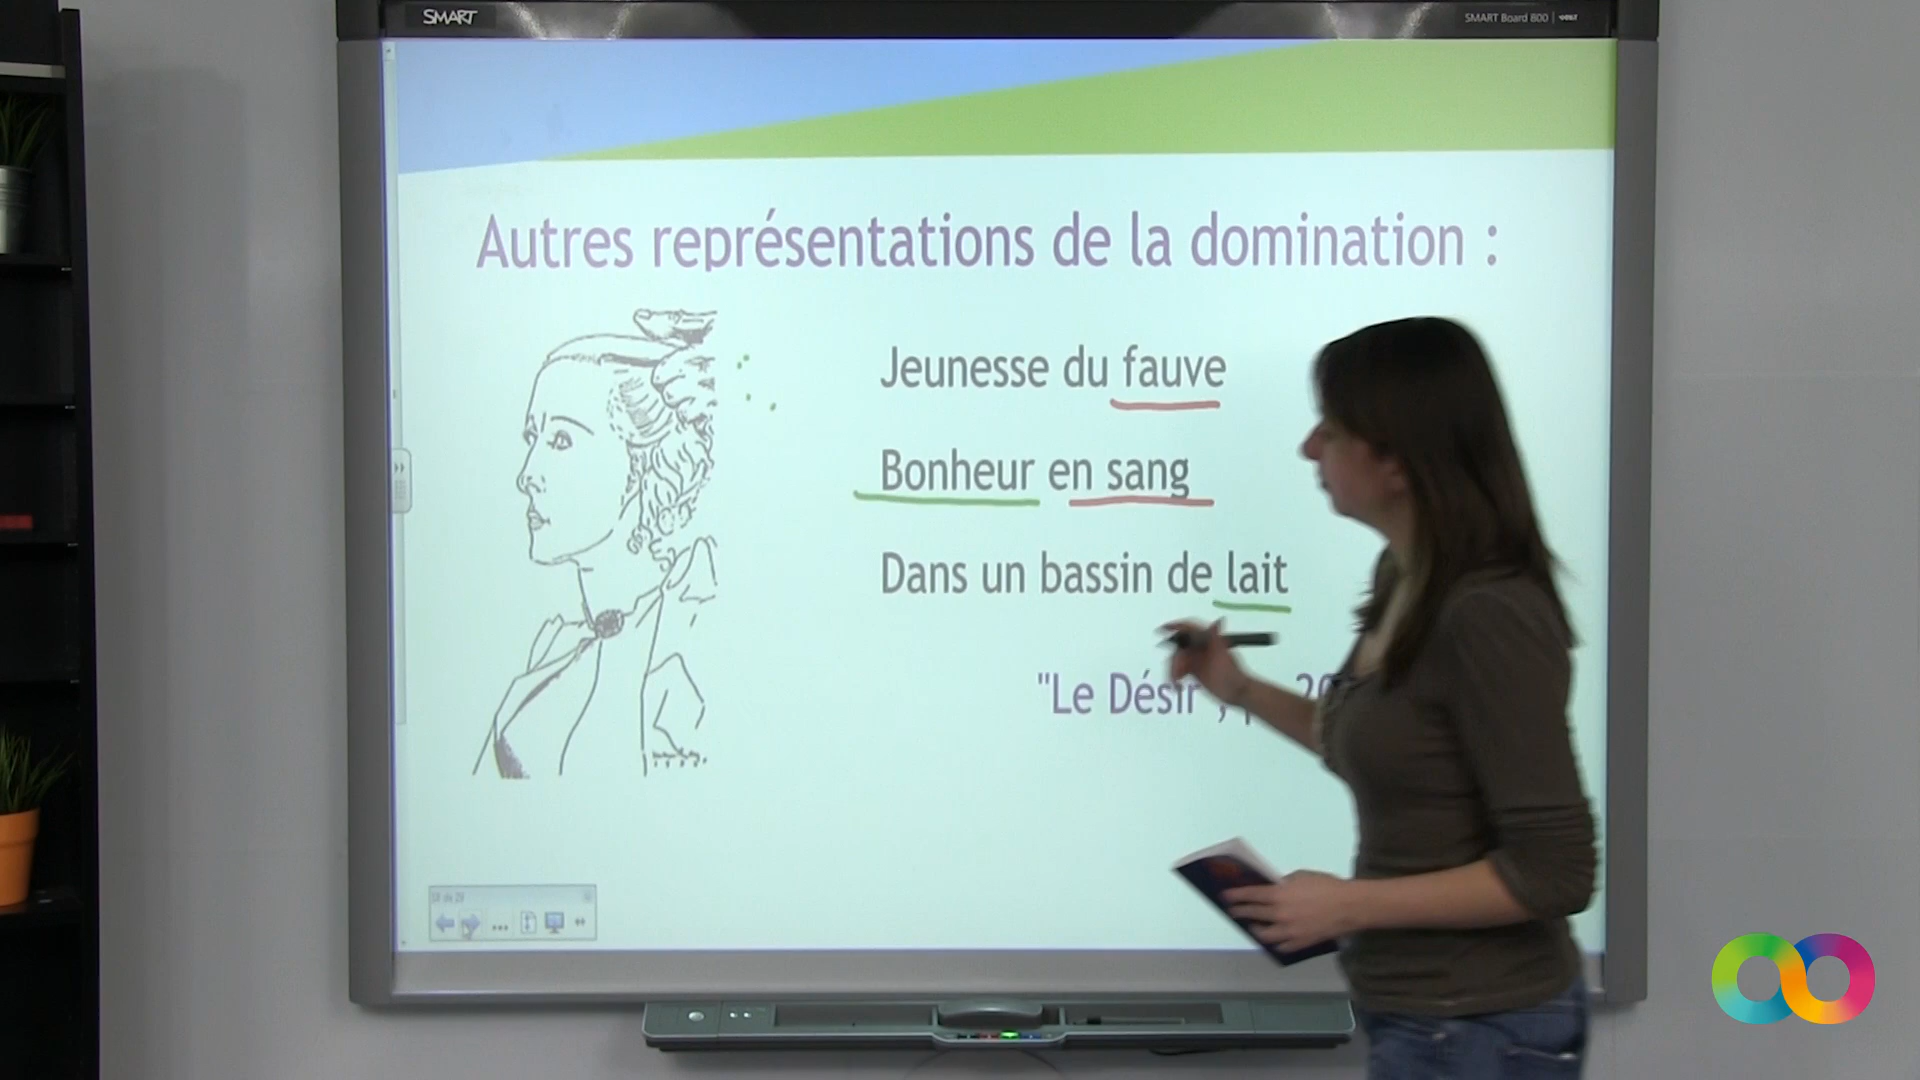 SMART
SMART Board 800
Autres représentations de la domination :
Jeunesse du fauve
Bonheur en sang
Dans un bassin de lait
"Le Désir",